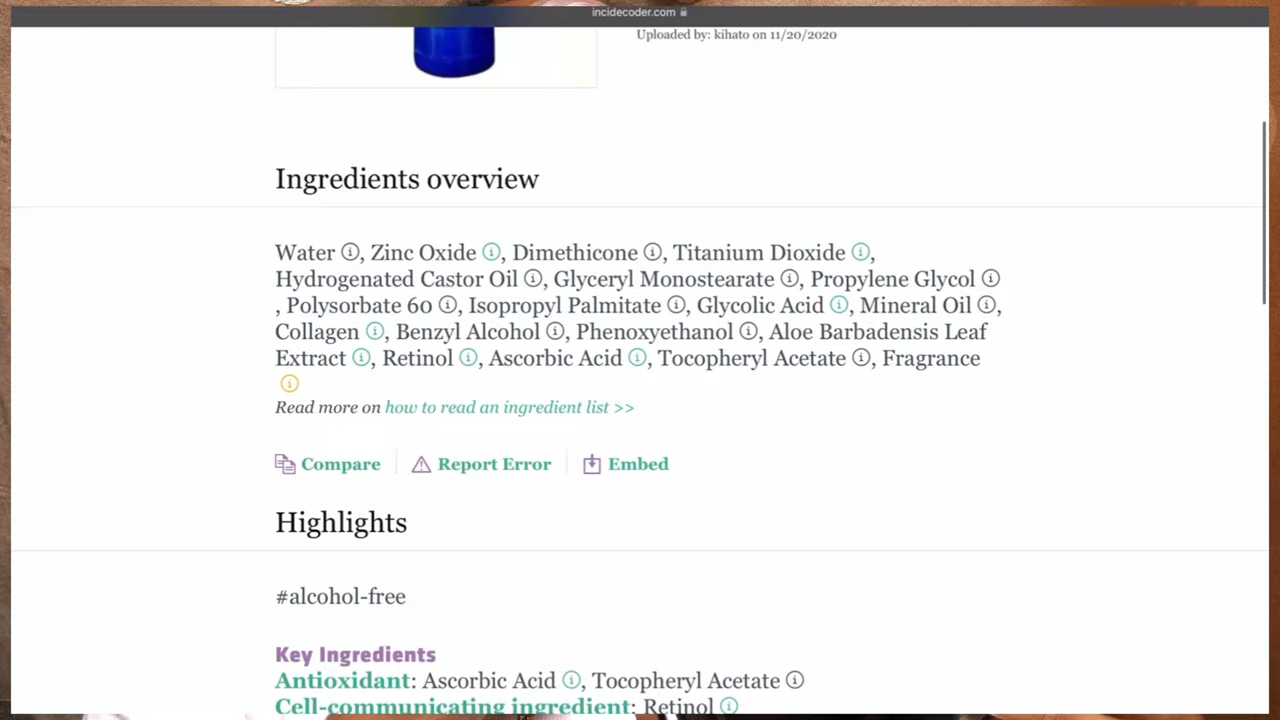 incidecoder.com
Uploaded by: kihato on 11/20/2020
Ingredients overview
Water ⓘ, Zinc Oxide ⓘ, Dimethicone ⓘ, Titanium Dioxide ⓘ,
Hydrogenated Castor Oil ⓘ, Glyceryl Monostearate ⓘ, Propylene Glycol ⓘ
, Polysorbate 60 ⓘ, Isopropyl Palmitate ⓘ, Glycolic Acid ⓘ, Mineral Oil ⓘ,
Collagen ⓘ, Benzyl Alcohol ⓘ, Phenoxyethanol ⓘ, Aloe Barbadensis Leaf
Extract ⓘ, Retinol ⓘ, Ascorbic Acid ⓘ, Tocopheryl Acetate ⓘ, Fragrance
ⓘ
Read more on how to read an ingredient list >>
Compare Report Error Embed
Highlights
#alcohol-free
Key Ingredients
Antioxidant: Ascorbic Acid ⓘ, Tocopheryl Acetate ⓘ
Cell-communicating ingredient: Retinol ⓘ